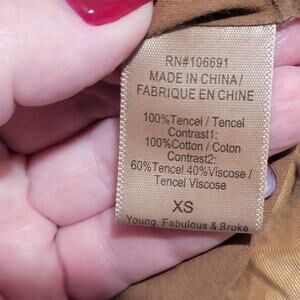 RN#106691
MADE IN CHINA/
FABRIQUE EN CHINE
100%Tencel / Tencel
Contrast1:
100%Cotton / Coton
Contrast2:
60%Tencel 40%Viscose /
Tencel Viscose
XS
Young, Fabulous & Broke